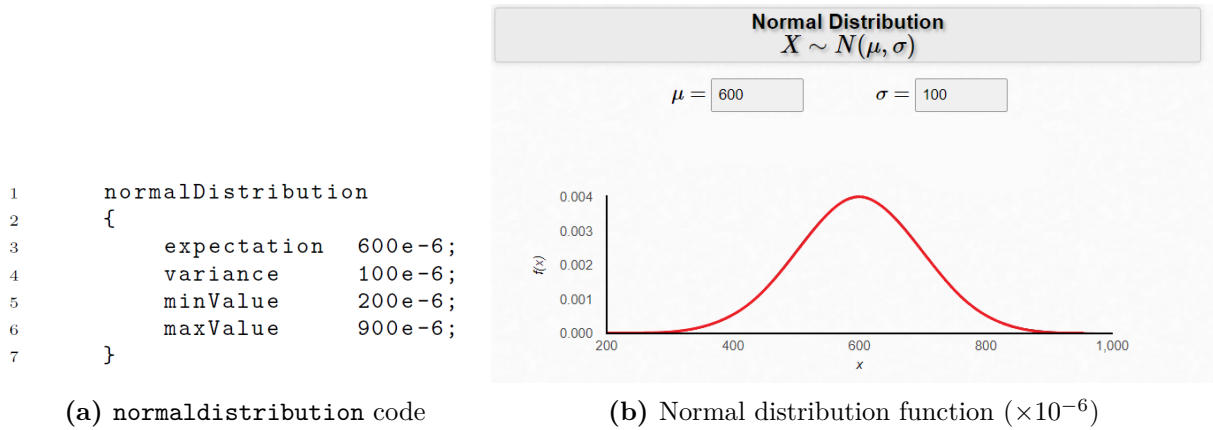 1 normalDistribution
2 {
3 expectation 600e-6;
4 variance 100e-6;
5 minValue 200e-6;
6 maxValue 900e-6;
7 }
(a) normaldistribution code
Normal Distribution
X ∼ N(μ, σ)
μ = 600 σ = 100
0.004
0.003
0.002
0.001
0.000
f(x)
200 400 600 800 1,000
x
(b) Normal distribution function (×10⁻⁶)